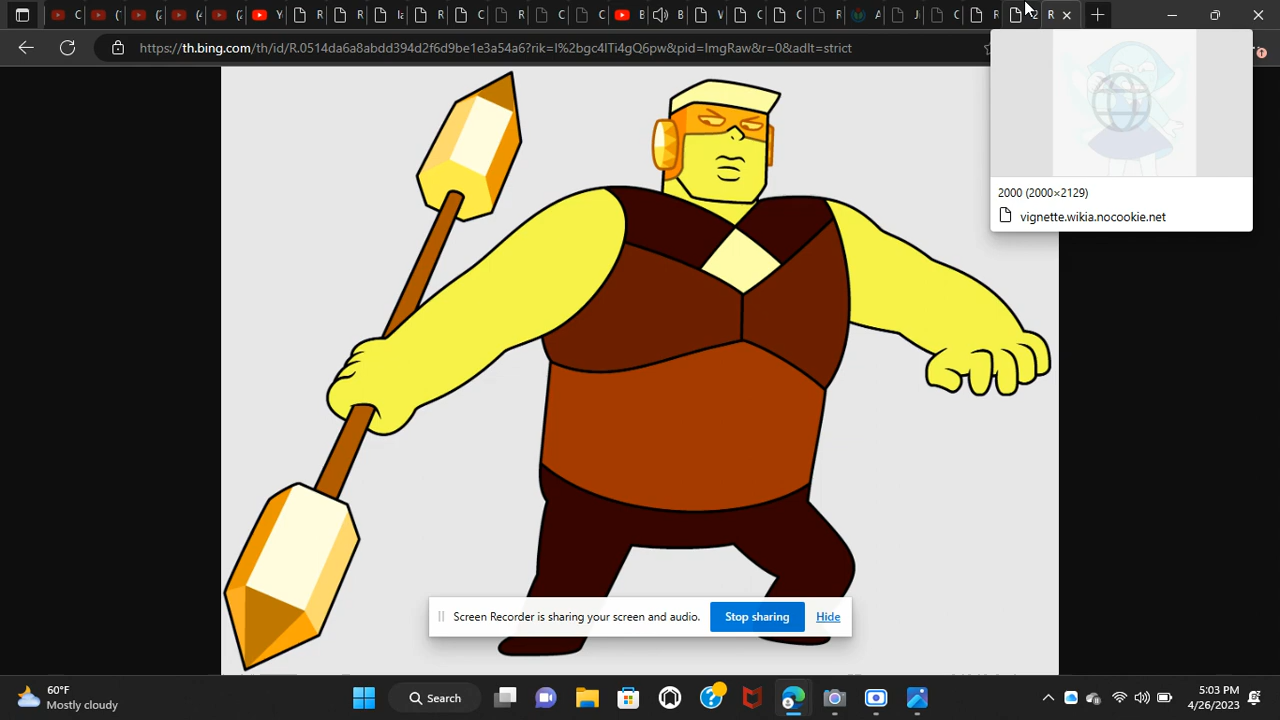 C
(
(
(
(
Y
R
R
la
R
C
R
C
C
B
B
V
C
C
R
A
J
C
R
R
https://th.bing.com/th/id/R.0514da6a8abdd394d2f6d9be1e3a54a6?rik=I%2bgc4ITi4gQ6pw&pid=ImgRaw&r=0&adlt=strict
2000 (2000×2129)
vignette.wikia.nocookie.net
Screen Recorder is sharing your screen and audio.
Stop sharing
Hide
60°F
Mostly cloudy
Search
5:03 PM
4/26/2023